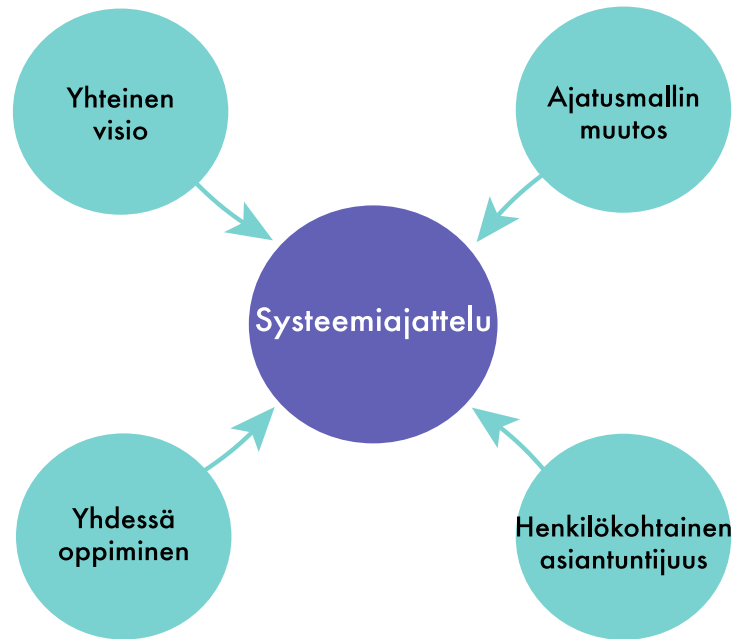 Yhteinen
visio
Ajatusmallin
muutos
Systeemiajattelu
Yhdessä
oppiminen
Henkilökohtainen
asiantuntijuus